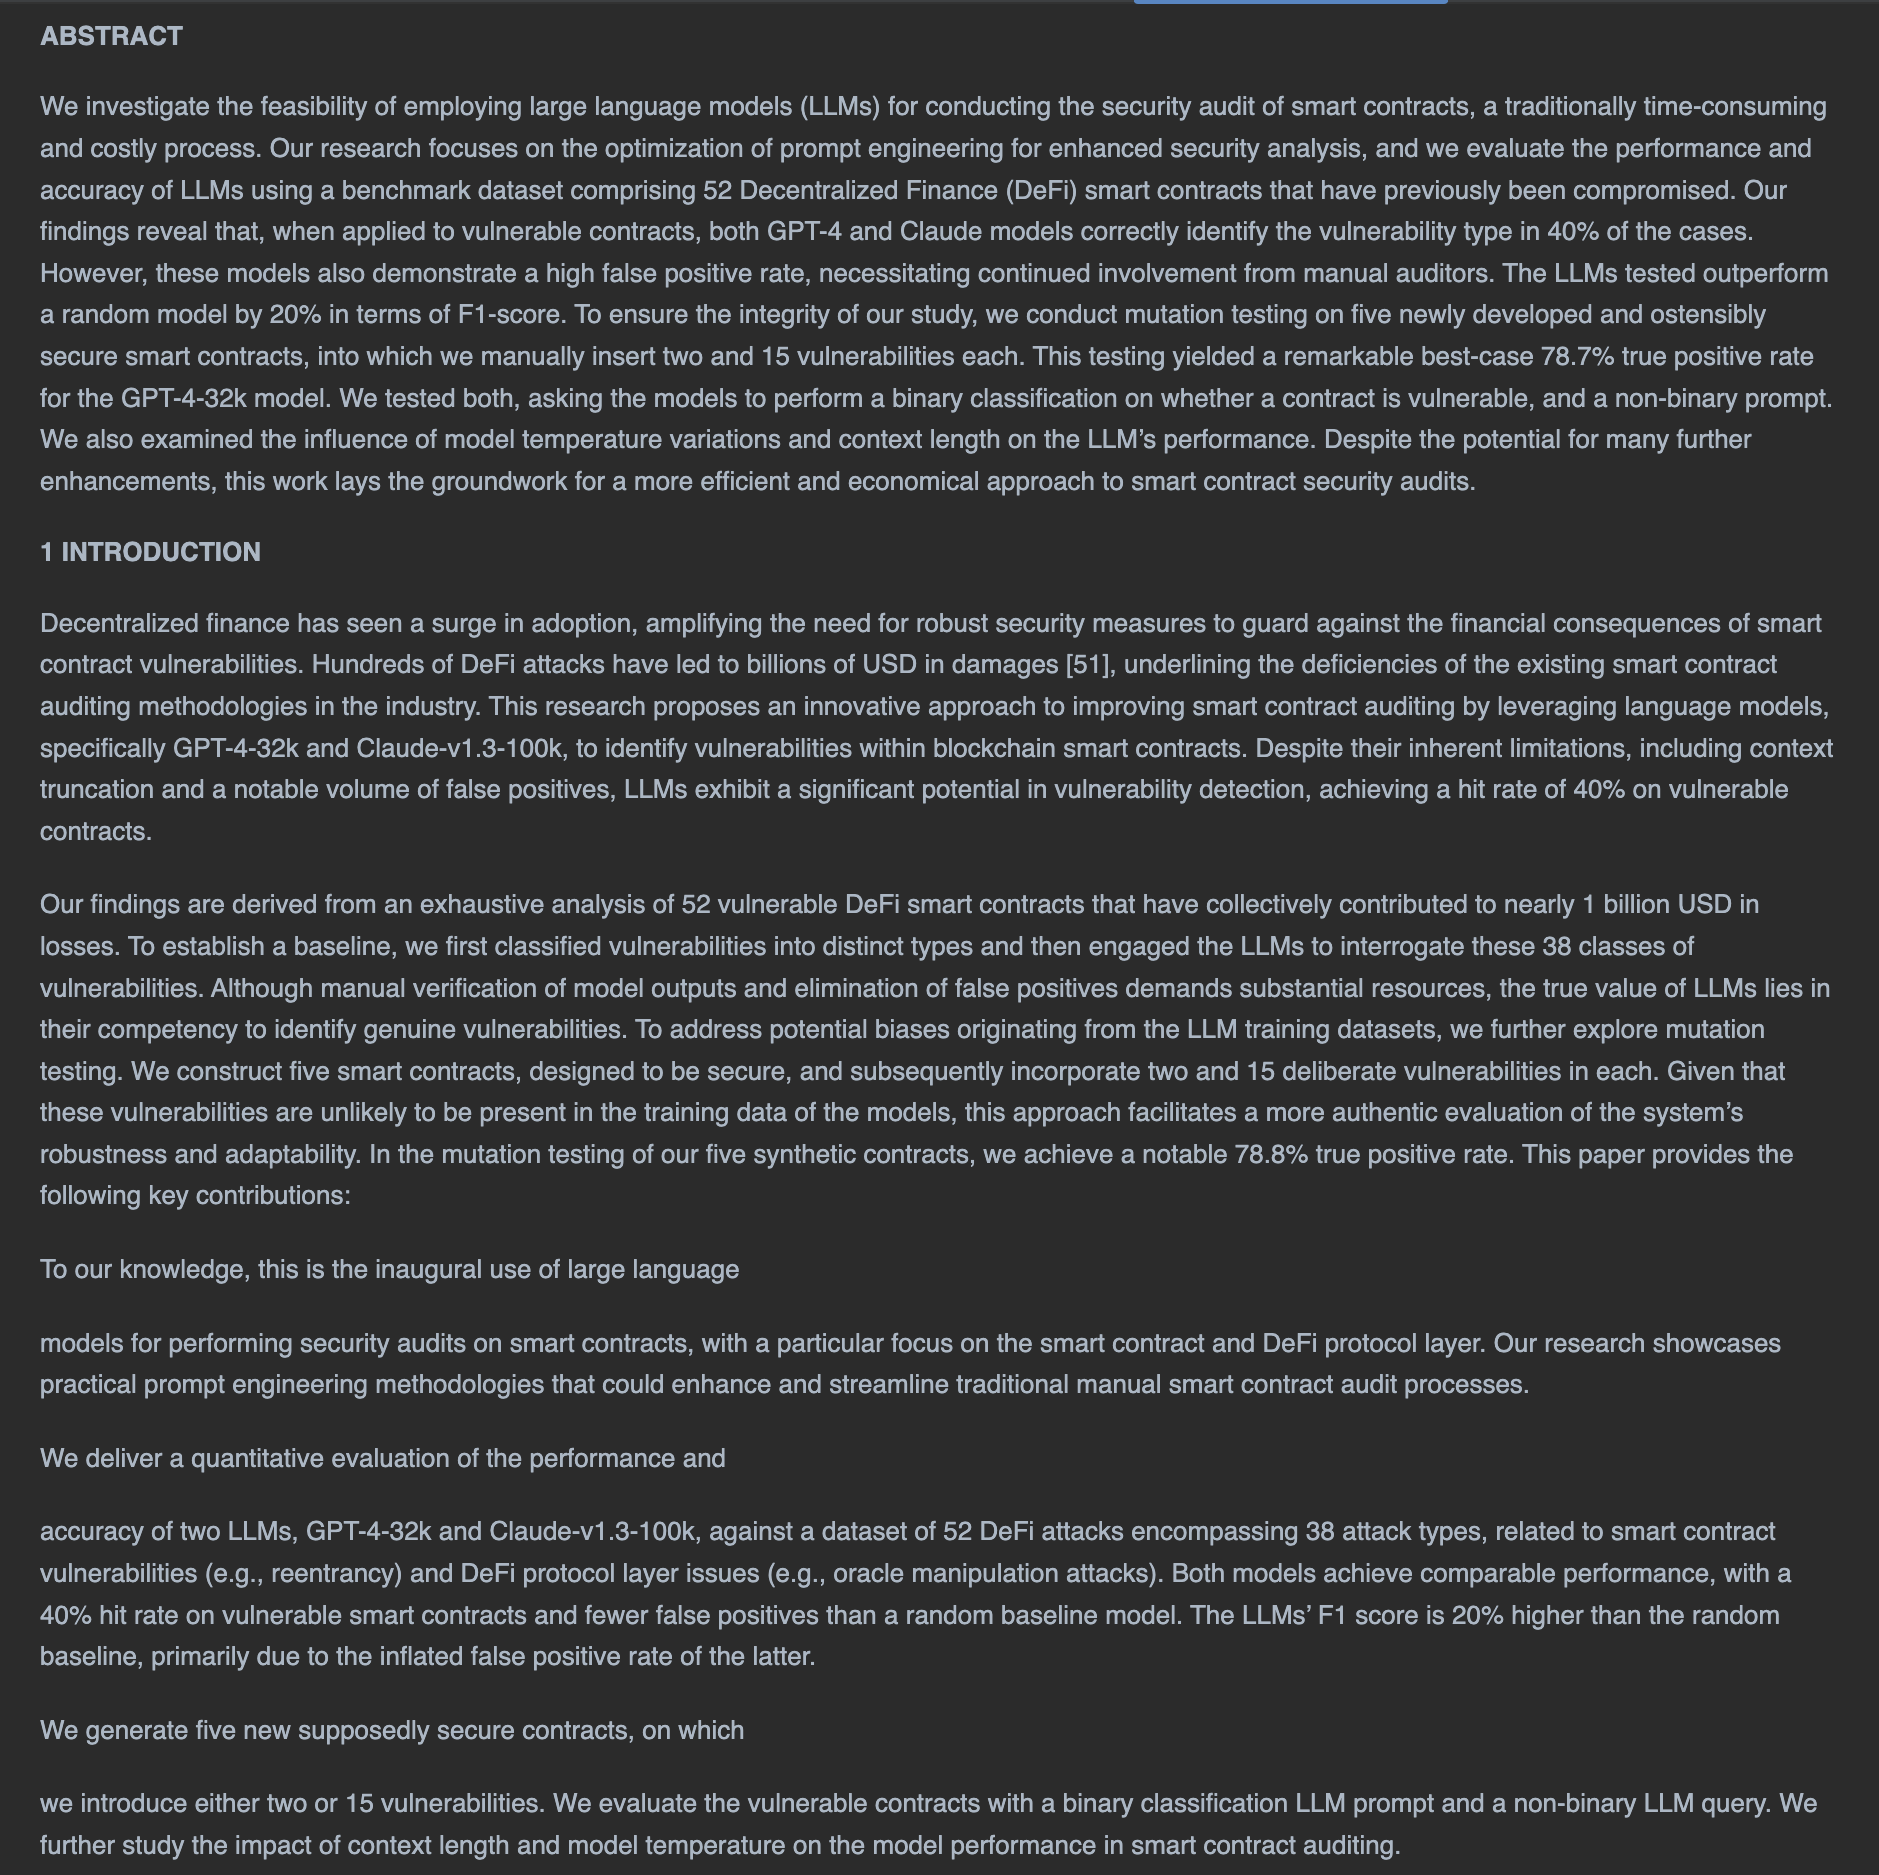 ABSTRACT
We investigate the feasibility of employing large language models (LLMs) for conducting the security audit of smart contracts, a traditionally time-consuming
and costly process. Our research focuses on the optimization of prompt engineering for enhanced security analysis, and we evaluate the performance and
accuracy of LLMs using a benchmark dataset comprising 52 Decentralized Finance (DeFi) smart contracts that have previously been compromised. Our
findings reveal that, when applied to vulnerable contracts, both GPT-4 and Claude models correctly identify the vulnerability type in 40% of the cases.
However, these models also demonstrate a high false positive rate, necessitating continued involvement from manual auditors. The LLMs tested outperform
a random model by 20% in terms of F1-score. To ensure the integrity of our study, we conduct mutation testing on five newly developed and ostensibly
secure smart contracts, into which we manually insert two and 15 vulnerabilities each. This testing yielded a remarkable best-case 78.7% true positive rate
for the GPT-4-32k model. We tested both, asking the models to perform a binary classification on whether a contract is vulnerable, and a non-binary prompt.
We also examined the influence of model temperature variations and context length on the LLM’s performance. Despite the potential for many further
enhancements, this work lays the groundwork for a more efficient and economical approach to smart contract security audits.
1 INTRODUCTION
Decentralized finance has seen a surge in adoption, amplifying the need for robust security measures to guard against the financial consequences of smart
contract vulnerabilities. Hundreds of DeFi attacks have led to billions of USD in damages [51], underlining the deficiencies of the existing smart contract
auditing methodologies in the industry. This research proposes an innovative approach to improving smart contract auditing by leveraging language models,
specifically GPT-4-32k and Claude-v1.3-100k, to identify vulnerabilities within blockchain smart contracts. Despite their inherent limitations, including context
truncation and a notable volume of false positives, LLMs exhibit a significant potential in vulnerability detection, achieving a hit rate of 40% on vulnerable
contracts.
Our findings are derived from an exhaustive analysis of 52 vulnerable DeFi smart contracts that have collectively contributed to nearly 1 billion USD in
losses. To establish a baseline, we first classified vulnerabilities into distinct types and then engaged the LLMs to interrogate these 38 classes of
vulnerabilities. Although manual verification of model outputs and elimination of false positives demands substantial resources, the true value of LLMs lies in
their competency to identify genuine vulnerabilities. To address potential biases originating from the LLM training datasets, we further explore mutation
testing. We construct five smart contracts, designed to be secure, and subsequently incorporate two and 15 deliberate vulnerabilities in each. Given that
these vulnerabilities are unlikely to be present in the training data of the models, this approach facilitates a more authentic evaluation of the system’s
robustness and adaptability. In the mutation testing of our five synthetic contracts, we achieve a notable 78.8% true positive rate. This paper provides the
following key contributions:
To our knowledge, this is the inaugural use of large language
models for performing security audits on smart contracts, with a particular focus on the smart contract and DeFi protocol layer. Our research showcases
practical prompt engineering methodologies that could enhance and streamline traditional manual smart contract audit processes.
We deliver a quantitative evaluation of the performance and
accuracy of two LLMs, GPT-4-32k and Claude-v1.3-100k, against a dataset of 52 DeFi attacks encompassing 38 attack types, related to smart contract
vulnerabilities (e.g., reentrancy) and DeFi protocol layer issues (e.g., oracle manipulation attacks). Both models achieve comparable performance, with a
40% hit rate on vulnerable smart contracts and fewer false positives than a random baseline model. The LLMs’ F1 score is 20% higher than the random
baseline, primarily due to the inflated false positive rate of the latter.
We generate five new supposedly secure contracts, on which
we introduce either two or 15 vulnerabilities. We evaluate the vulnerable contracts with a binary classification LLM prompt and a non-binary LLM query. We
further study the impact of context length and model temperature on the model performance in smart contract auditing.